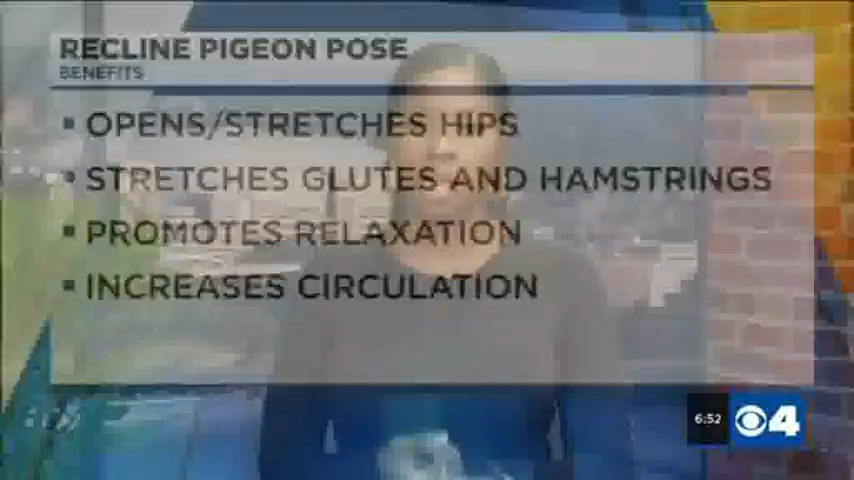 RECLINE PIGEON POSE
BENEFITS
▪ OPENS/STRETCHES HIPS
▪ STRETCHES GLUTES AND HAMSTRINGS
▪ PROMOTES RELAXATION
▪ INCREASES CIRCULATION
6:52
4